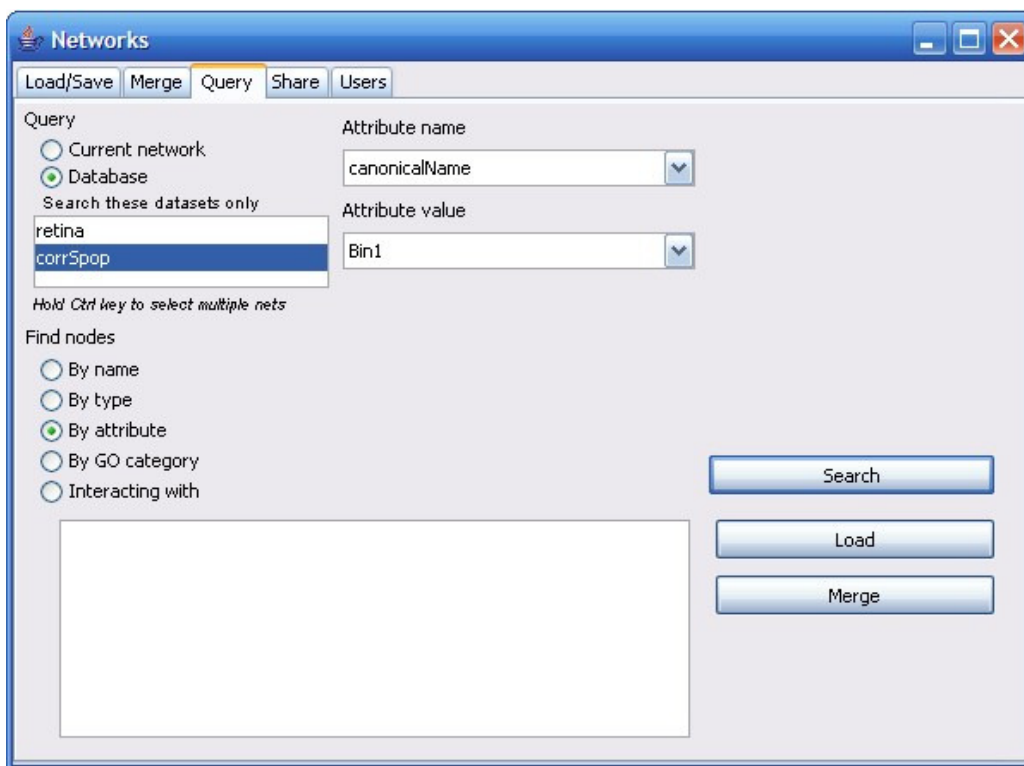 Networks
Load/Save Merge Query Share Users
Query
Current network
Database
Search these datasets only
retina
corrSpop
Hold Ctrl key to select multiple nets
Attribute name
canonicalName
Attribute value
Bin1
Find nodes
By name
By type
By attribute
By GO category
Interacting with
Search
Load
Merge